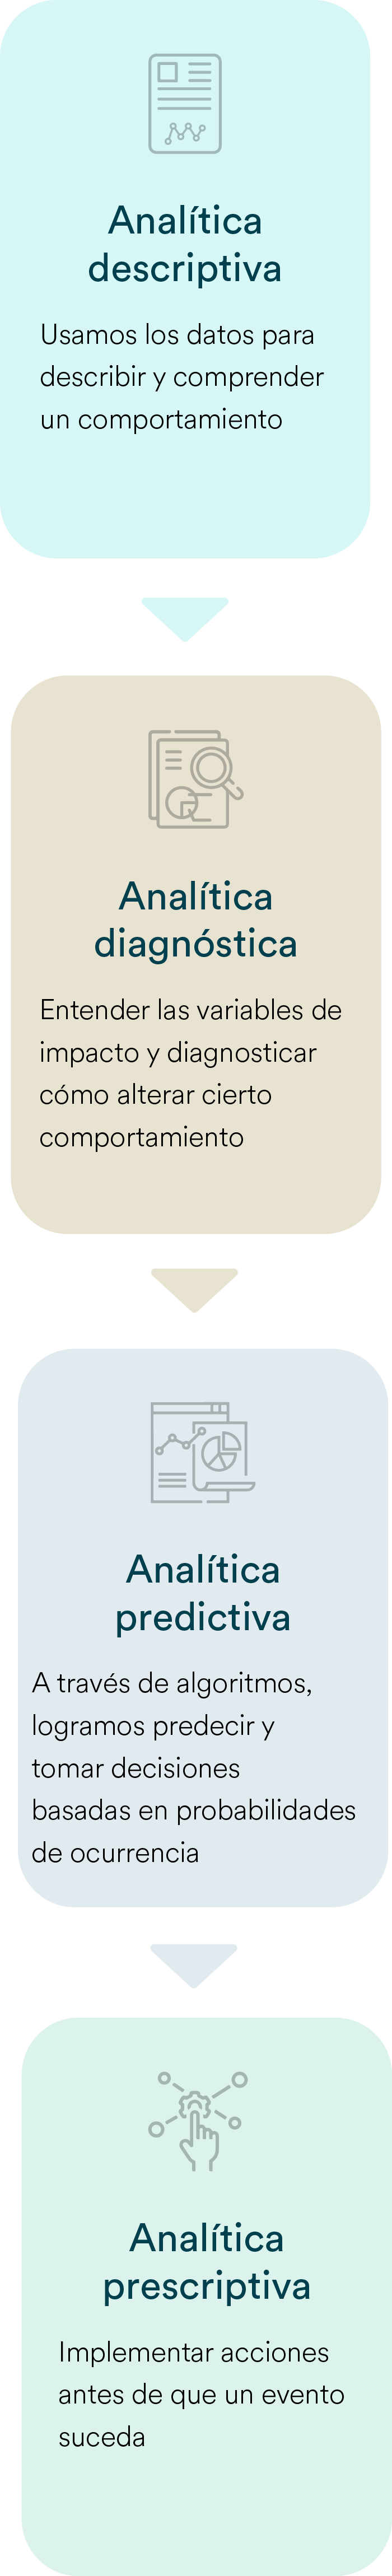 Analítica
descriptiva
Usamos los datos para
describir y comprender
un comportamiento
Analítica
diagnóstica
Entender las variables de
impacto y diagnosticar
cómo alterar cierto
comportamiento
Analítica
predictiva
A través de algoritmos,
logramos predecir y
tomar decisiones
basadas en probabilidades
de ocurrencia
Analítica
prescriptiva
Implementar acciones
antes de que un evento
suceda